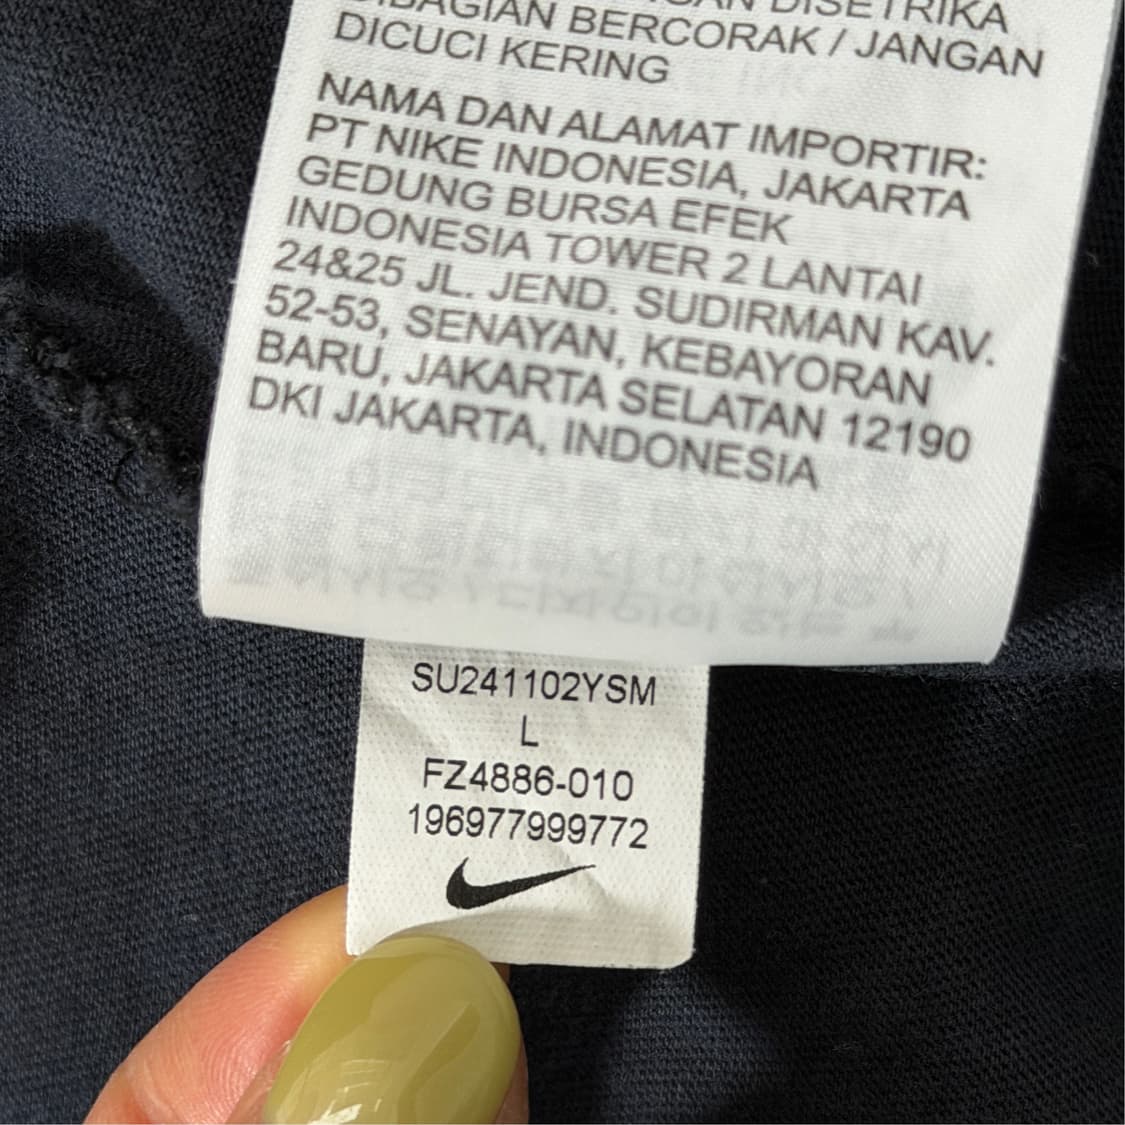 DISETRIKA
DIBAGIAN BERCORAK / JANGAN
DICUCI KERING
NAMA DAN ALAMAT IMPORTIR:
PT NIKE INDONESIA, JAKARTA
GEDUNG BURSA EFEK
INDONESIA TOWER 2 LANTAI
24&25 JL. JEND. SUDIRMAN KAV.
52-53, SENAYAN, KEBAYORAN
BARU, JAKARTA SELATAN 12190
DKI JAKARTA, INDONESIA
SU241102YSM
L
FZ4886-010
196977999772